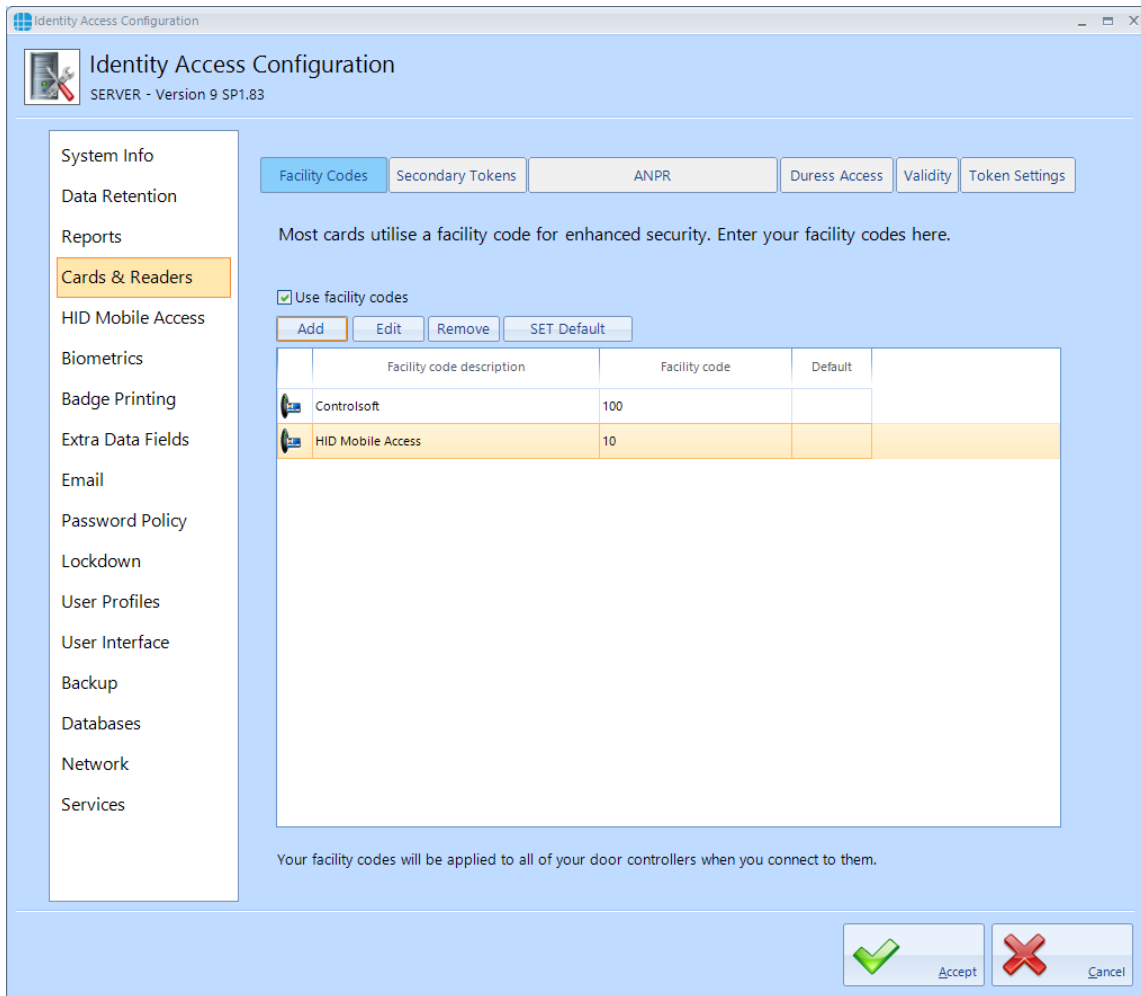 Identity Access Configuration
Identity Access Configuration
SERVER - Version 9 SP1.83
System Info
Data Retention
Reports
Cards & Readers
HID Mobile Access
Biometrics
Badge Printing
Extra Data Fields
Email
Password Policy
Lockdown
User Profiles
User Interface
Backup
Databases
Network
Services
Facility Codes Secondary Tokens ANPR Duress Access Validity Token Settings
Most cards utilise a facility code for enhanced security. Enter your facility codes here.
Use facility codes
Add Edit Remove SET Default
Facility code description Facility code Default
Controlsoft 100
HID Mobile Access 10
Your facility codes will be applied to all of your door controllers when you connect to them.
Accept Cancel